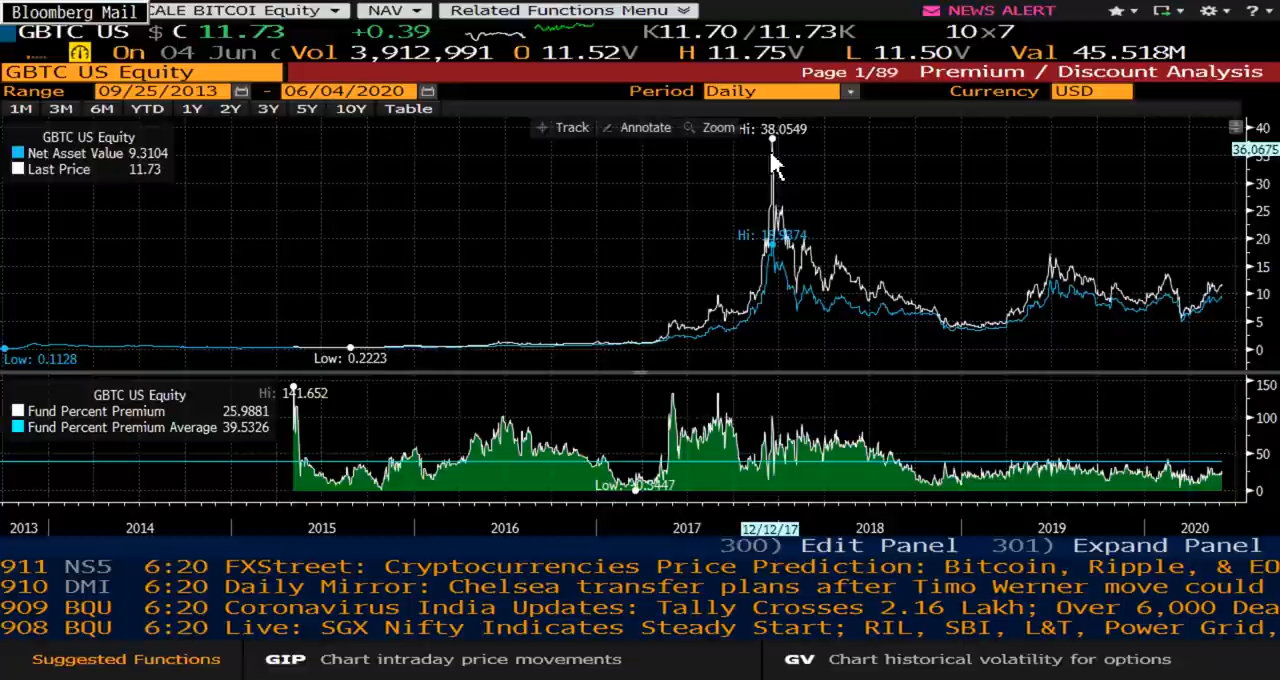 Bloomberg Mail CALE BITCOI Equity NAV Related Functions Menu NEWS ALERT ?
GBTC US $ C 11.73 +0.39 K11.70/11.73K 10×7
On 04 Jun Vol 3,912,991 O 11.52V H 11.75V L 11.50V Val 45.518M
GBTC US Equity Page 1/89 Premium / Discount Analysis
Range 09/25/2013 - 06/04/2020 Period Daily Currency USD
1M 3M 6M YTD 1Y 2Y 3Y 5Y 10Y Table
Track Annotate Zoom Hi: 38.0549
GBTC US Equity
Net Asset Value 9.3104
Last Price 11.73
40
36.0675
35
30
25
20
15
10
5
0
Hi:
Low: 0.1128
Low: 0.2223
GBTC US Equity
Fund Percent Premium 25.9881
Fund Percent Premium Average 39.5326
Hi: 141.652
150
100
50
0
Low:
2013 2014 2015 2016 2017 12/12/17 2018 2019 2020
300) Edit Panel 301) Expand Panel
911 NS5 6:20 FXStreet: Cryptocurrencies Price Prediction: Bitcoin, Ripple, & EO
910 DMI 6:20 Daily Mirror: Chelsea transfer plans after Timo Werner move could
909 BQU 6:20 Coronavirus India Updates: Tally Crosses 2.16 Lakh; Over 6,000 Dea
908 BQU 6:20 Live: SGX Nifty Indicates Steady Start; RIL, SBI, L&T, Power Grid,
Suggested Functions GIP Chart intraday price movements GV Chart historical volatility for options